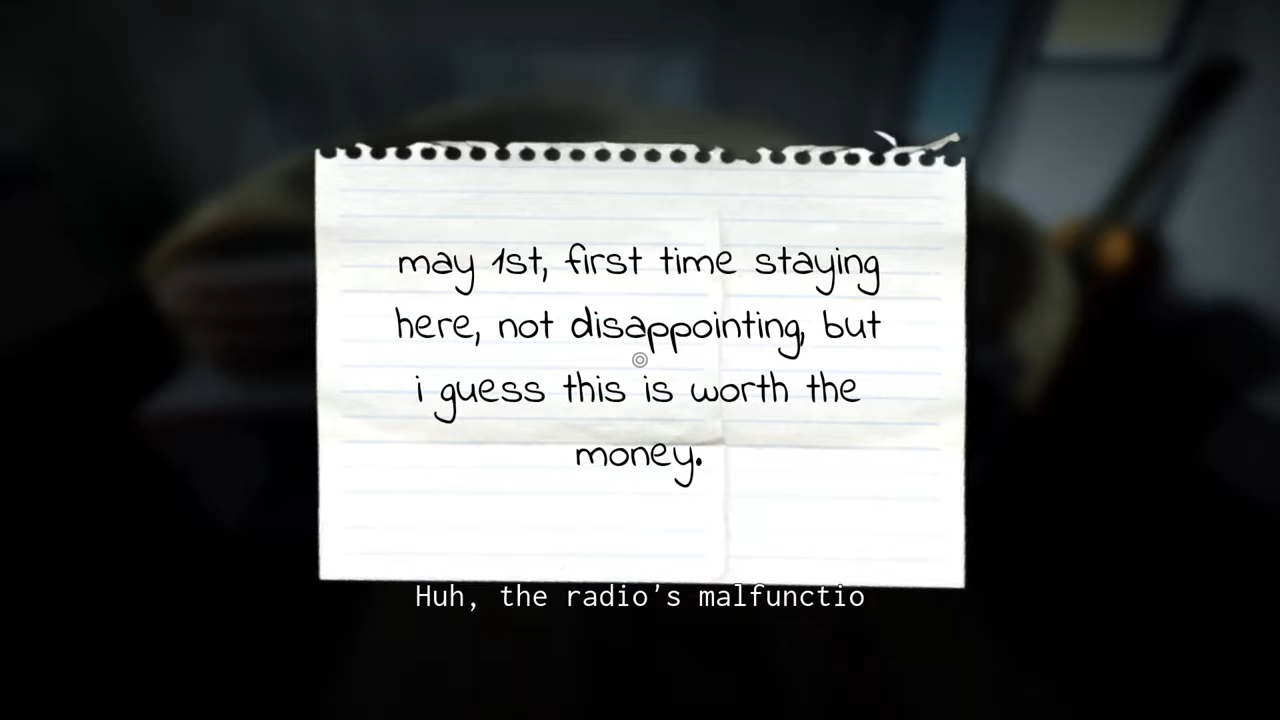 may 1st, first time staying
here, not disappointing, but
i guess this is worth the
money.
Huh, the radio's malfunctio